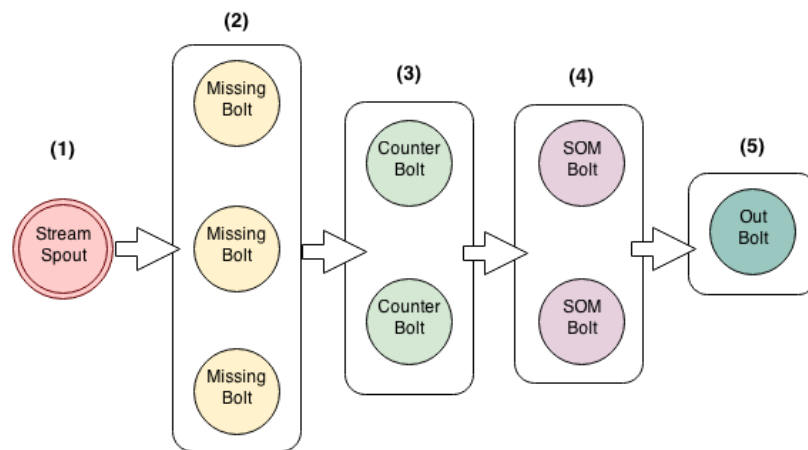 (1)
Stream
Spout
(2)
Missing
Bolt
Missing
Bolt
Missing
Bolt
(3)
Counter
Bolt
Counter
Bolt
(4)
SOM
Bolt
SOM
Bolt
(5)
Out
Bolt